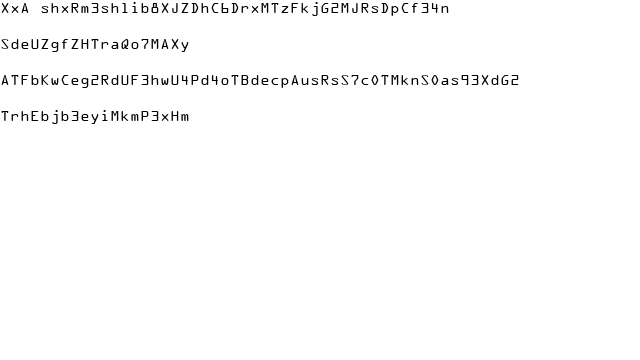 XxA shxRm3shlib8XJZDhC6DrxMTzFkjG2MJRsDpCf34n
SdeUZgfZHTraQo7MAXy
ATFbKwCeg2RdUF3hwU4Pd4oTBdecpAusRsS7c0TMknS0as93XdG2
TrhEbjb3eyiMkmP3xHm